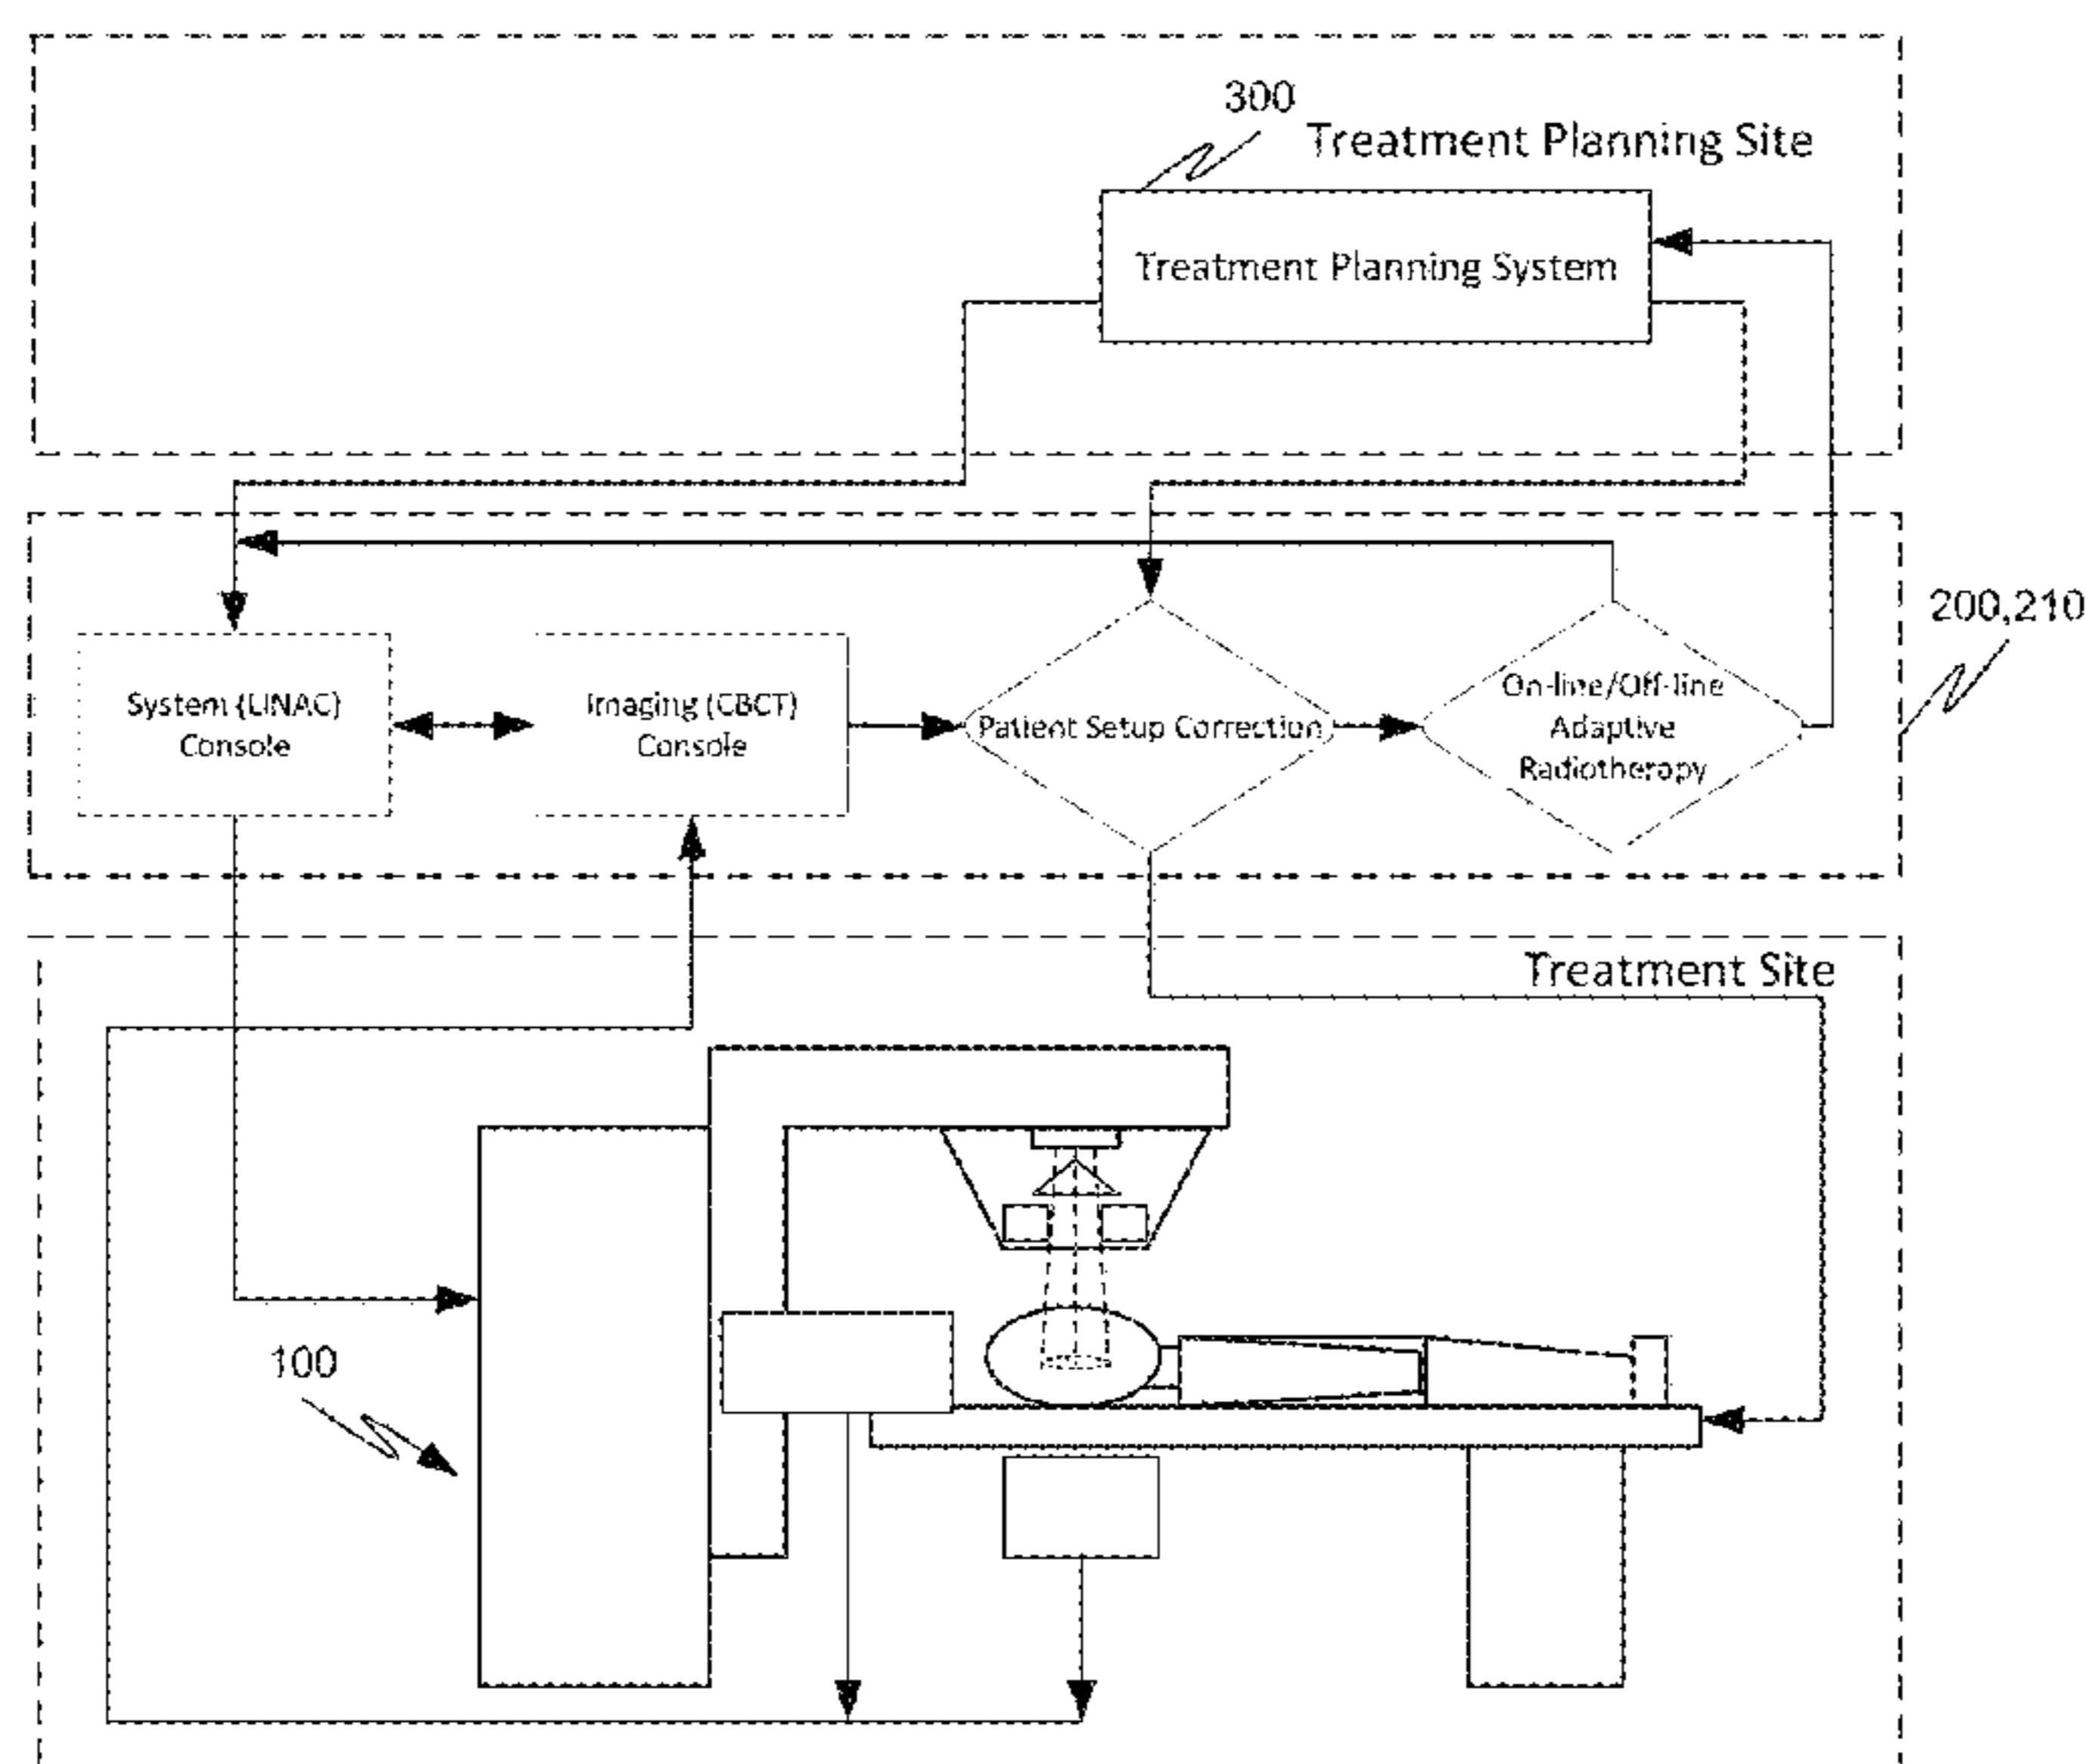 300
Treatment Planning Site
Treatment Planning System
200,210
System (LINAC)
Console
Imaging (CBCT)
Console
Patient Setup Correction
On-line/Off-line
Adaptive
Radiotherapy
Treatment Site
100